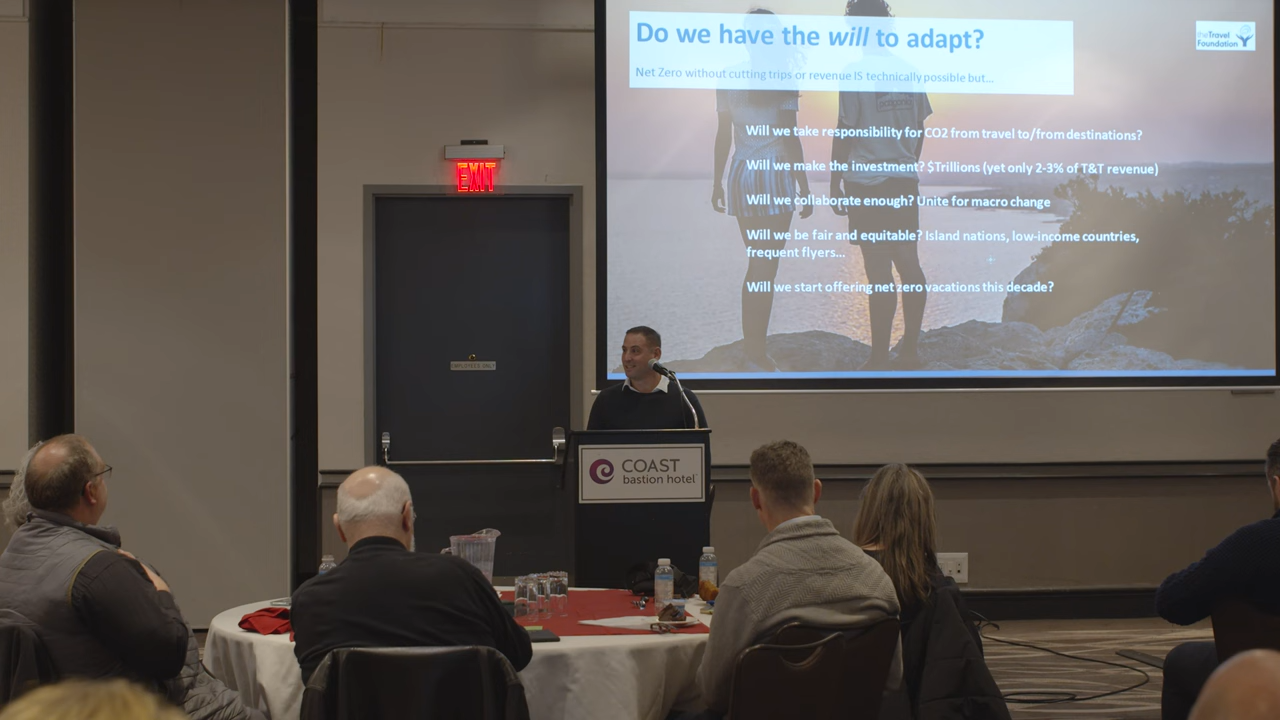 Do we have the will to adapt?
theTravel
Foundation
Net Zero without cutting trips or revenue IS technically possible but...
Will we take responsibility for CO2 from travel to/from destinations?
Will we make the investment? $Trillions (yet only 2-3% of T&T revenue)
Will we collaborate enough? Unite for macro change
Will we be fair and equitable? Island nations, low-income countries,
frequent flyers...
Will we start offering net zero vacations this decade?
EXIT
EMPLOYEES ONLY
COAST
bastion hotel